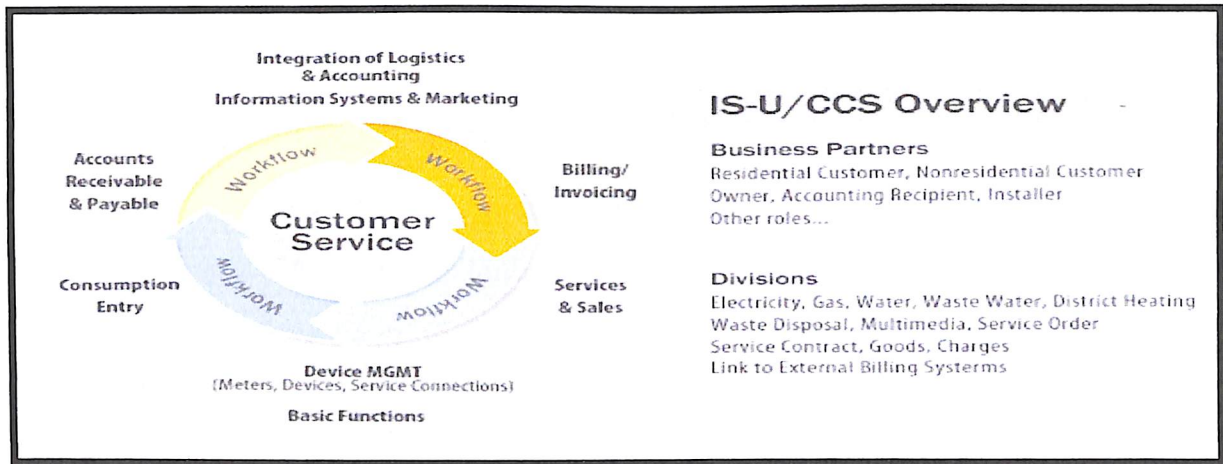 Integration of Logistics
& Accounting
Information Systems & Marketing
Accounts
Receivable
& Payable
Workflow
Workflow
Billing/
Invoicing
Customer
Service
Consumption
Entry
Workflow
Workflow
Services
& Sales
Device MGMT
(Meters, Devices, Service Connections)
Basic Functions
IS-U/CCS Overview
Business Partners
Residential Customer, Nonresidential Customer
Owner, Accounting Recipient, Installer
Other roles...
Divisions
Electricity, Gas, Water, Waste Water, District Heating
Waste Disposal, Multimedia, Service Order
Service Contract, Goods, Charges
Link to External Billing Systerms